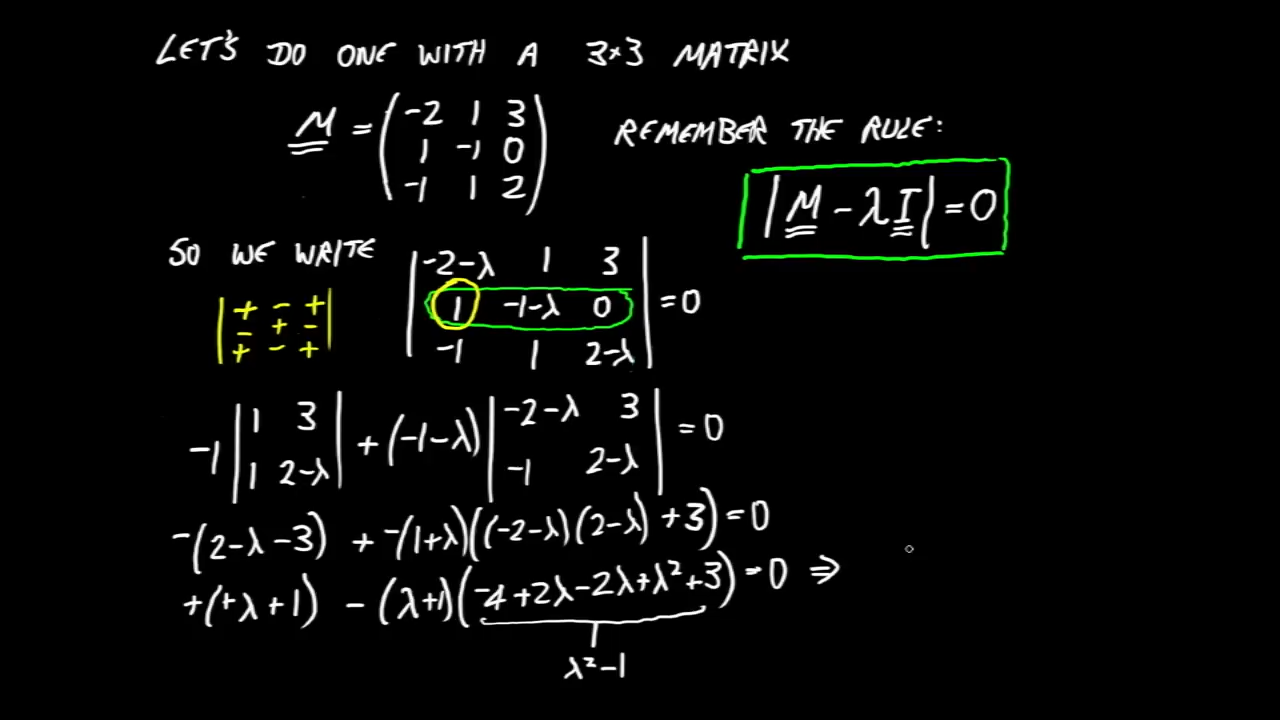 LET'S DO ONE WITH A 3×3 MATRIX
M = ( -2 1 3
1 -1 0
-1 1 2 )
REMEMBER THE RULE:
|M - λI| = 0
SO WE WRITE
| -2-λ 1 3 |
| 1 -1-λ 0 | = 0
| -1 1 2-λ |
| + - + |
| - + - |
| + - + |
-1 | 1 3 | + (-1-λ) | -2-λ 3 | = 0
| 1 2-λ | | -1 2-λ |
-(2-λ-3) + -(1+λ)((-2-λ)(2-λ) +3) = 0
+(+λ+1) - (λ+1)(-4+2λ-2λ+λ²+3) = 0 ⇒
λ²-1